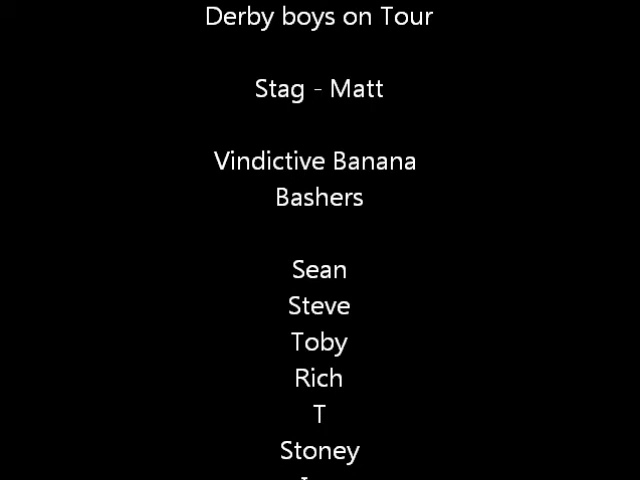 Derby boys on Tour
Stag - Matt
Vindictive Banana
Bashers
Sean
Steve
Toby
Rich
T
Stoney